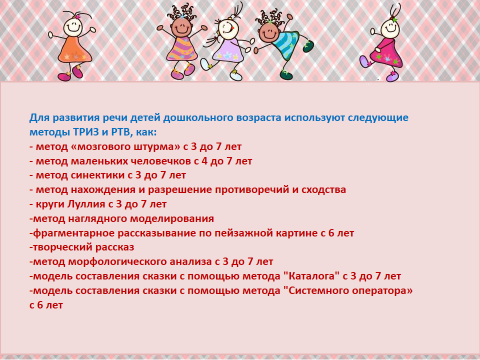 Для развития речи детей дошкольного возраста используют следующие
методы ТРИЗ и РТВ, как:
- метод «мозгового штурма» с 3 до 7 лет
- метод маленьких человечков с 4 до 7 лет
- метод синектики с 3 до 7 лет
- метод нахождения и разрешение противоречий и сходства
- круги Луллия с 3 до 7 лет
-метод наглядного моделирования
-фрагментарное рассказывание по пейзажной картине с 6 лет
-творческий рассказ
-метод морфологического анализа с 3 до 7 лет
-модель составления сказки с помощью метода "Каталога" с 3 до 7 лет
-модель составления сказки с помощью метода "Системного оператора»
с 6 лет